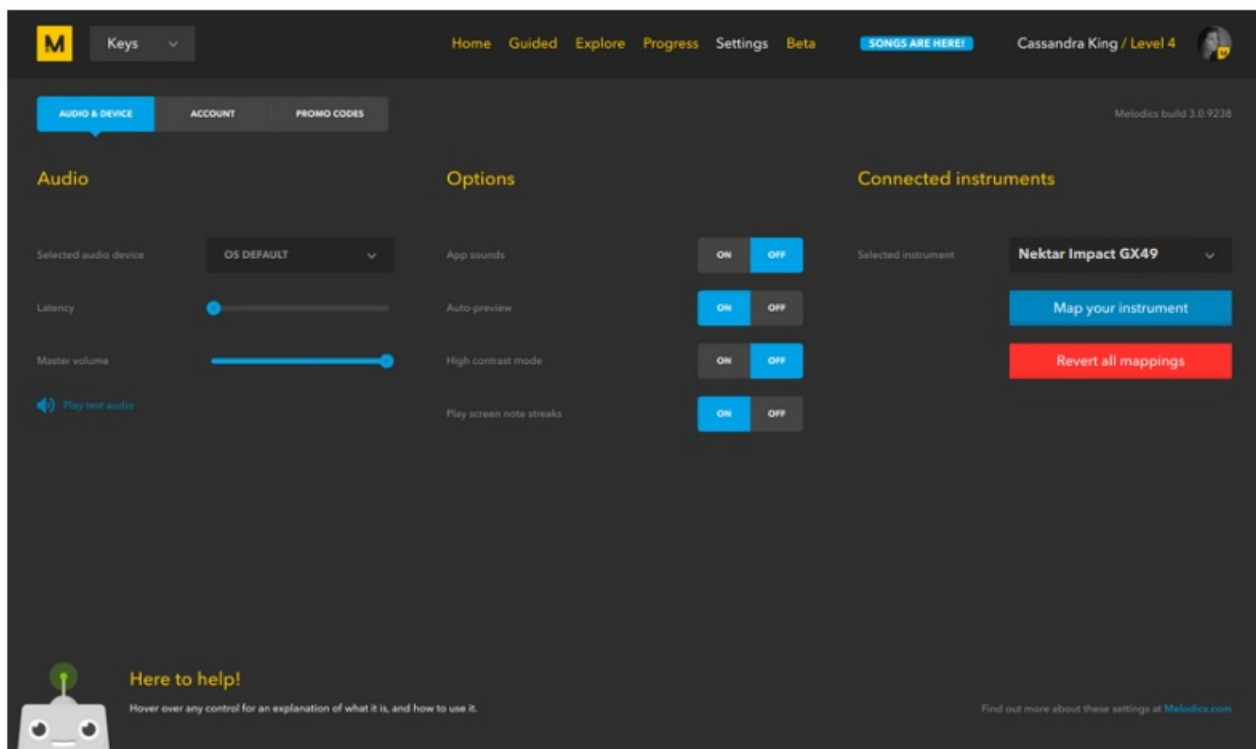 M Keys Home Guided Explore Progress Settings Beta SONGS ARE HERE! Cassandra King / Level 4
AUDIO & DEVICE ACCOUNT PROMO CODES Melodics build 3.0.9238
Audio Options Connected instruments
Selected audio device OS DEFAULT App sounds ON OFF Selected instrument Nektar Impact GX49
Latency Auto-preview ON OFF Map your instrument
Master volume High contrast mode ON OFF Revert all mappings
Play test audio Play screen note streaks ON OFF
Here to help!
Hover over any control for an explanation of what it is, and how to use it. Find out more about these settings at Melodics.com